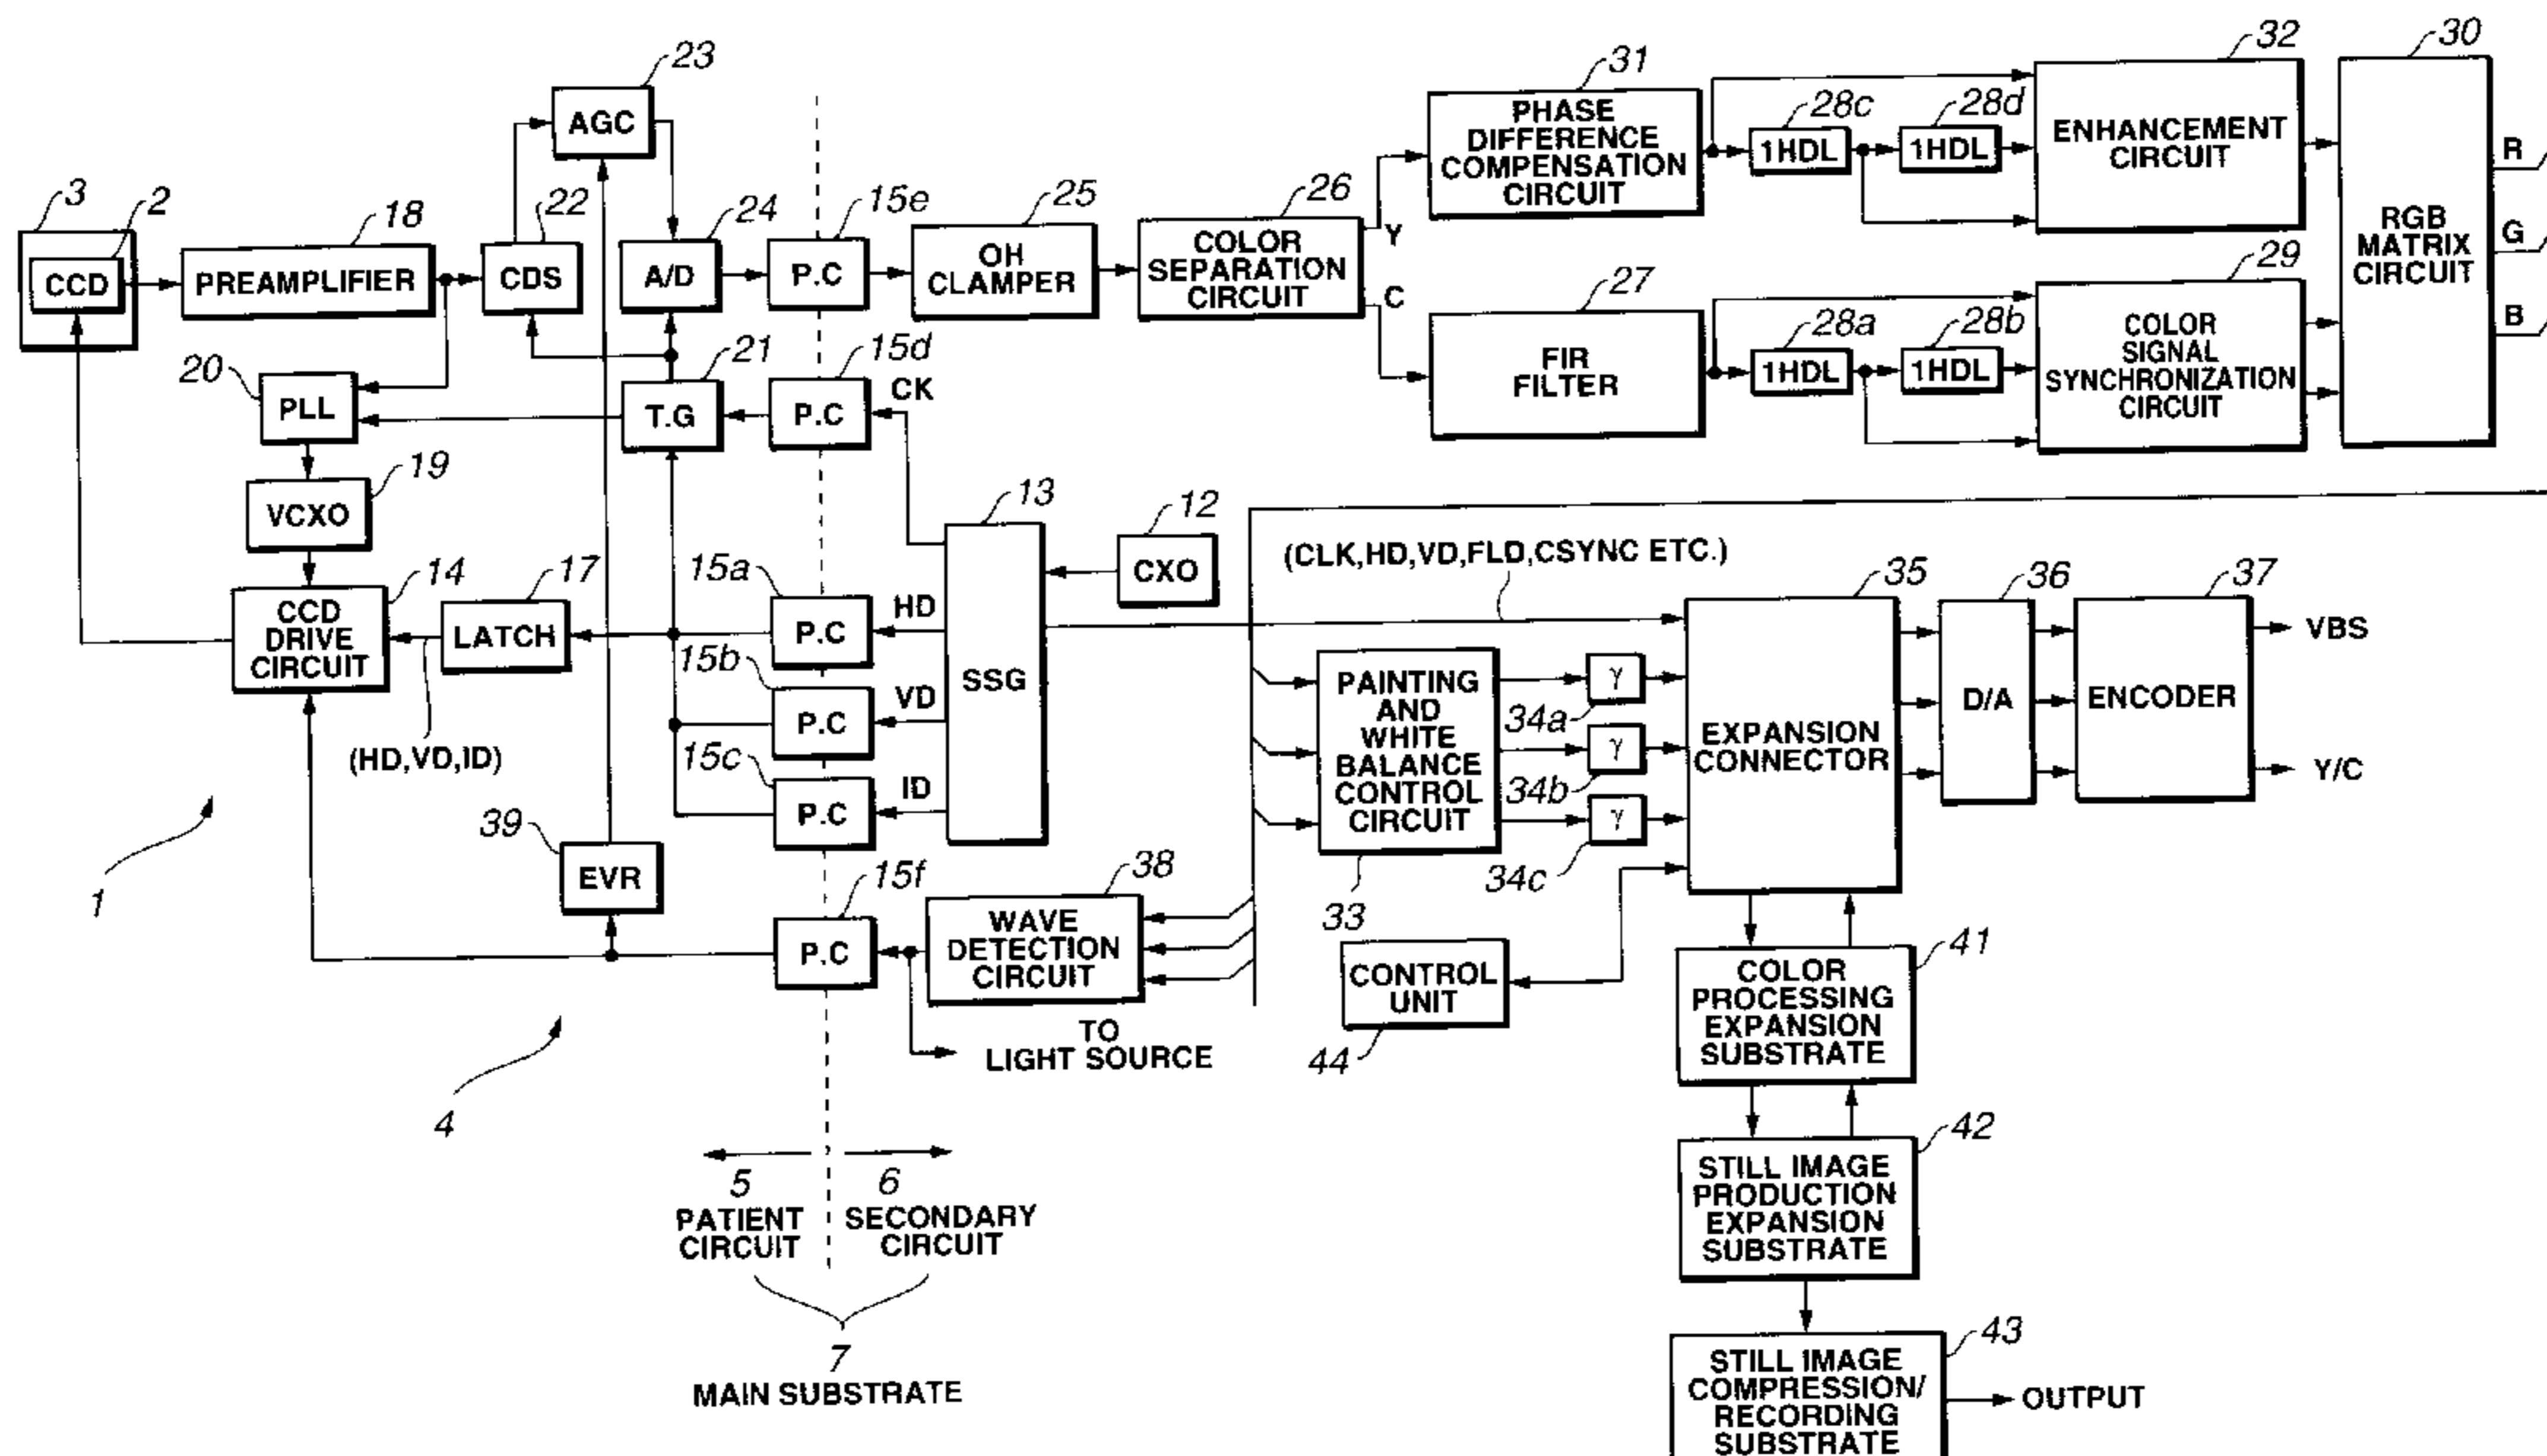 3
2
CCD
18
PREAMPLIFIER
23
AGC
22
CDS
24
A/D
15e
P.C
25
OH
CLAMPER
26
COLOR
SEPARATION
CIRCUIT
Y
C
31
PHASE
DIFFERENCE
COMPENSATION
CIRCUIT
28c
1HDL
28d
1HDL
32
ENHANCEMENT
CIRCUIT
30
RGB
MATRIX
CIRCUIT
R
G
B
27
FIR
FILTER
28a
1HDL
28b
1HDL
29
COLOR
SIGNAL
SYNCHRONIZATION
CIRCUIT
20
PLL
21
T.G
15d
P.C
CK
19
VCXO
14
CCD
DRIVE
CIRCUIT
17
LATCH
(HD,VD,ID)
15a
P.C
HD
15b
P.C
VD
15c
P.C
ID
13
SSG
12
CXO
(CLK,HD,VD,FLD,CSYNC ETC.)
33
PAINTING
AND
WHITE
BALANCE
CONTROL
CIRCUIT
γ
34a
γ
34b
γ
34c
35
EXPANSION
CONNECTOR
36
D/A
37
ENCODER
VBS
Y/C
1
39
EVR
15f
P.C
38
WAVE
DETECTION
CIRCUIT
TO
LIGHT SOURCE
CONTROL
UNIT
44
41
COLOR
PROCESSING
EXPANSION
SUBSTRATE
42
STILL IMAGE
PRODUCTION
EXPANSION
SUBSTRATE
43
STILL IMAGE
COMPRESSION/
RECORDING
SUBSTRATE
OUTPUT
4
5
PATIENT
CIRCUIT
6
SECONDARY
CIRCUIT
7
MAIN SUBSTRATE